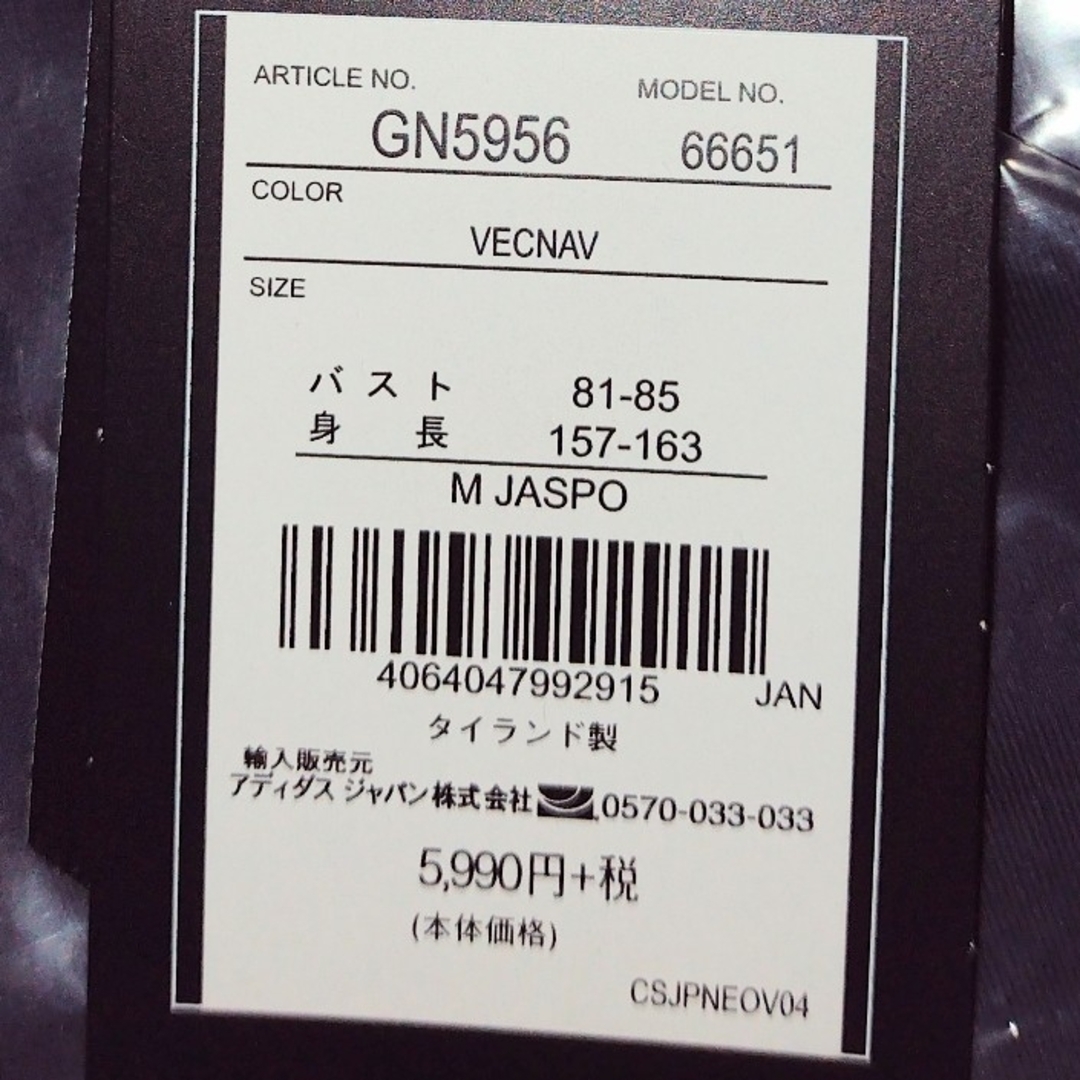 ARTICLE NO. MODEL NO.
GN5956 66651
COLOR
VECNAV
SIZE
バスト 81-85
身長 157-163
M JASPO
4064047992915 JAN
タイランド製
輸入販売元
アディダス ジャパン株式会社 0570-033-033
5,990円+税
(本体価格)
CSJPNEOV04